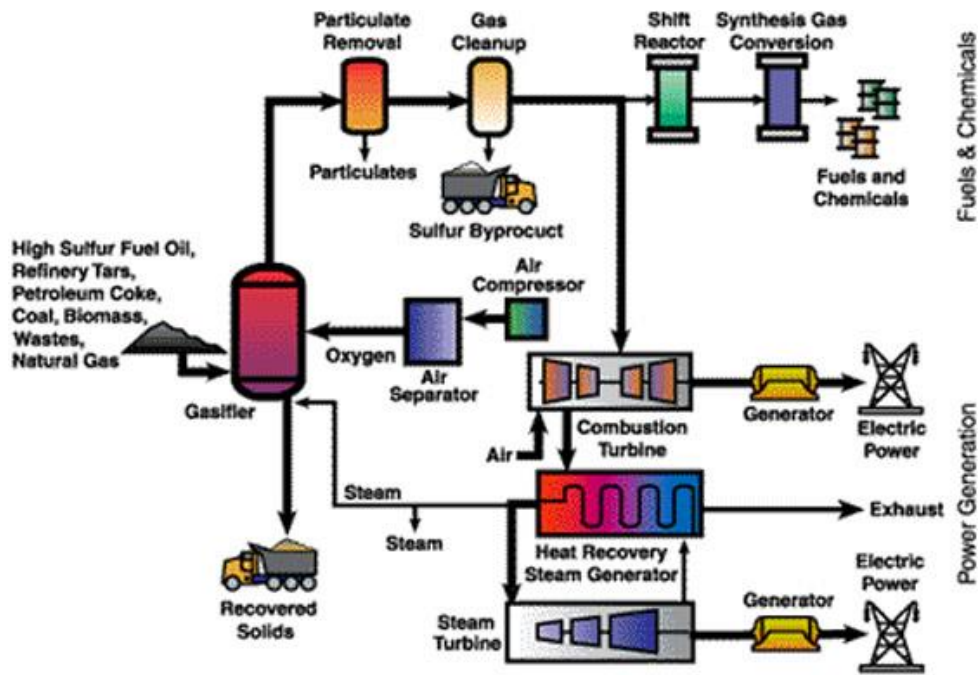 Particulate
Removal
Gas
Cleanup
Shift
Reactor
Synthesis Gas
Conversion
Fuels & Chemicals
Particulates
Sulfur Byprocuct
Fuels and
Chemicals
High Sulfur Fuel Oil,
Refinery Tars,
Petroleum Coke,
Coal, Biomass,
Wastes,
Natural Gas
Gasifier
Oxygen
Air
Separator
Air
Compressor
Air
Combustion
Turbine
Generator
Electric
Power
Power Generation
Steam
Steam
Heat Recovery
Steam Generator
Exhaust
Recovered
Solids
Steam
Turbine
Generator
Electric
Power